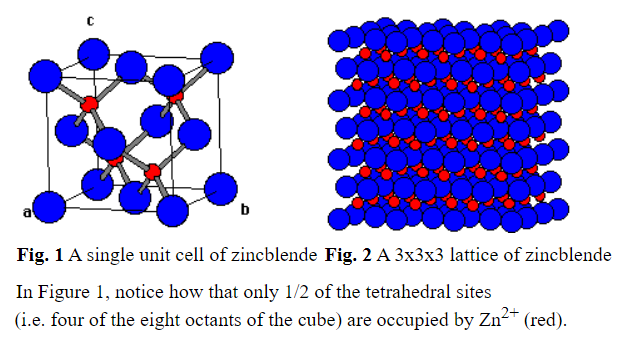 c
a
b
Fig. 1 A single unit cell of zincblende Fig. 2 A 3x3x3 lattice of zincblende
In Figure 1, notice how that only 1/2 of the tetrahedral sites
(i.e. four of the eight octants of the cube) are occupied by Zn²⁺ (red).